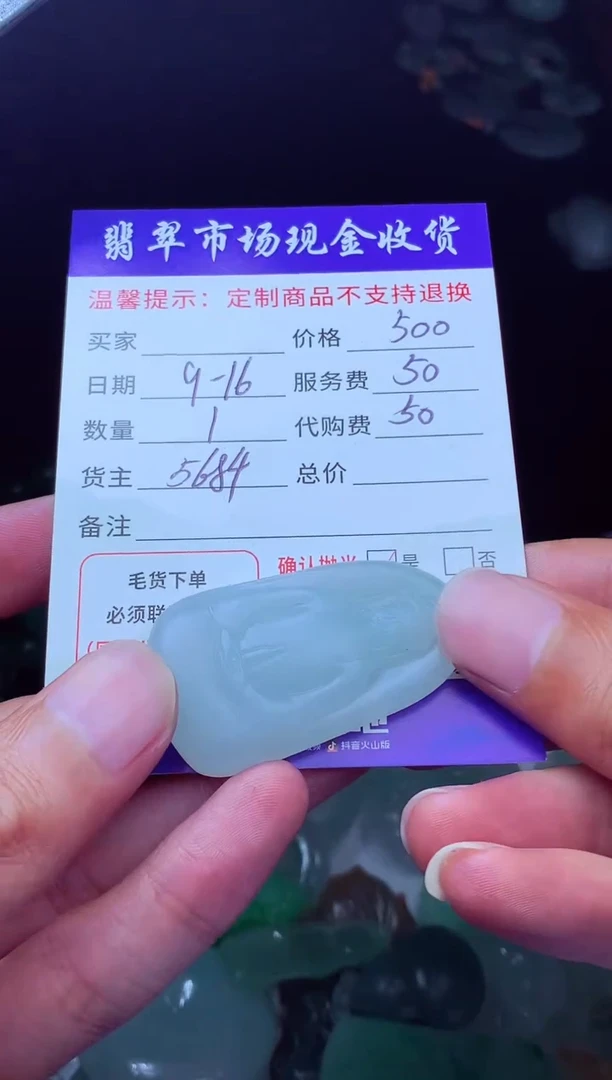 翡翠市场现金收货
温馨提示：定制商品不支持退换
买家 价格 500
日期 9-16 服务费 50
数量 1 代购费 50
货主 5684 总价
备注
毛货下单 确认抛光 ☑是 □否
必须联
抖音火山版